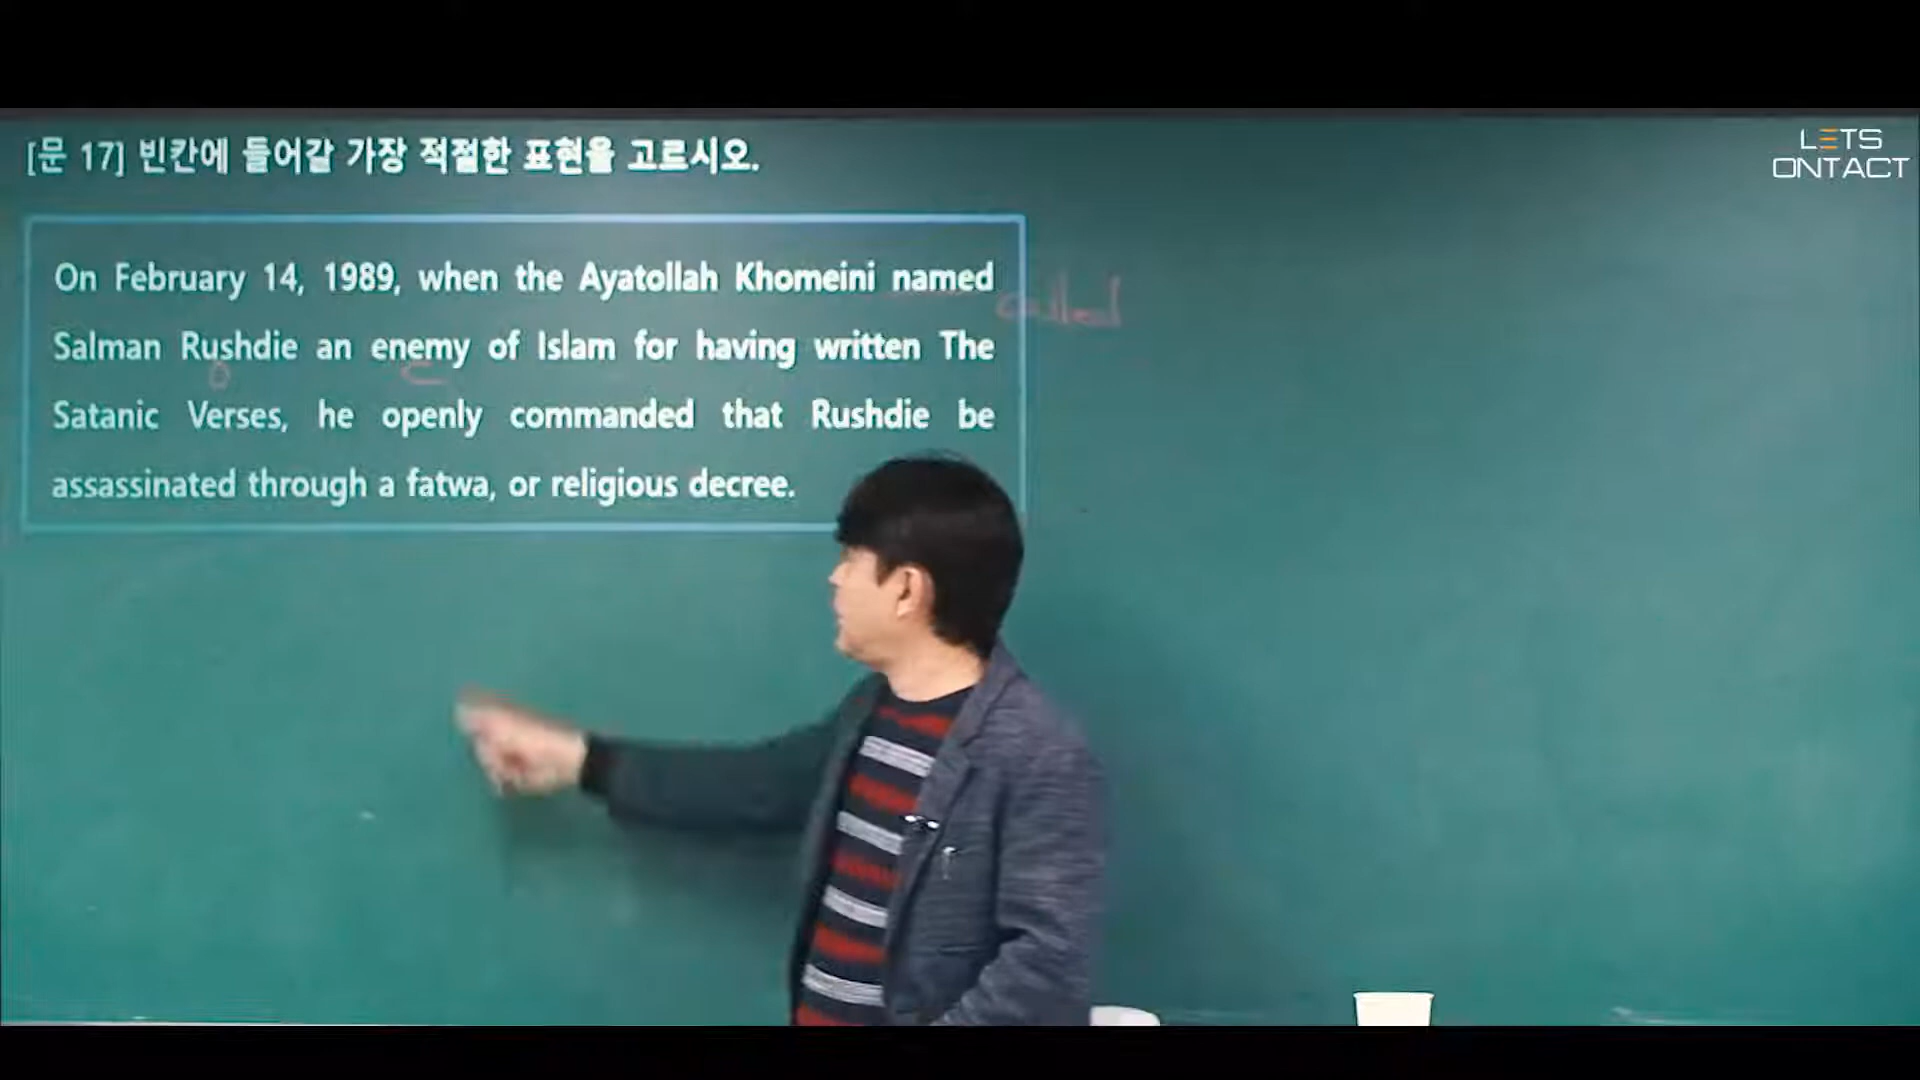 [문 17] 빈칸에 들어갈 가장 적절한 표현을 고르시오.
LETS
ONTACT
On February 14, 1989, when the Ayatollah Khomeini named
called
Salman Rushdie an enemy of Islam for having written The
Satanic Verses, he openly commanded that Rushdie be
assassinated through a fatwa, or religious decree.